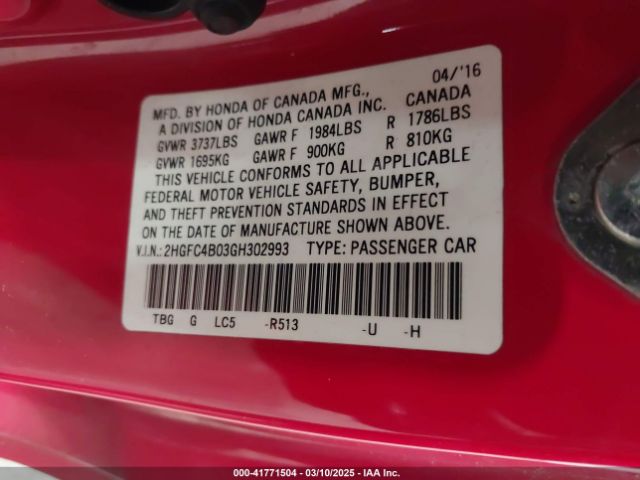 MFD. BY HONDA OF CANADA MFG., 04/'16
A DIVISION OF HONDA CANADA INC. CANADA
GVWR 3737LBS GAWR F 1984LBS R 1786LBS
GVWR 1695KG GAWR F 900KG R 810KG
THIS VEHICLE CONFORMS TO ALL APPLICABLE
FEDERAL MOTOR VEHICLE SAFETY, BUMPER,
AND THEFT PREVENTION STANDARDS IN EFFECT
ON THE DATE OF MANUFACTURE SHOWN ABOVE.
V.I.N.: 2HGFC4B03GH302993 TYPE: PASSENGER CAR
TBG G LC5 -R513 -U -H
000-41771504 — 03/10/2025 — IAA Inc.